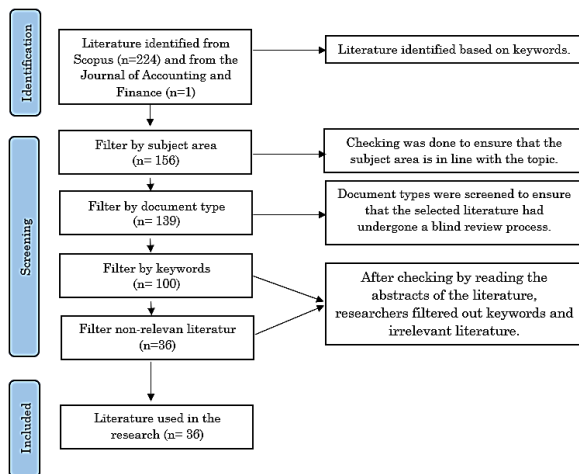 Identification
Literature identified from
Scopus (n=224) and from
the Journal of Accounting
and Finance (n=1)
Literature identified based on keywords.
Screening
Filter by subject area
(n= 156)
Checking was done to ensure that the
subject area is in line with the topic.
Filter by document type
(n= 139)
Document types were screened to ensure
that the selected literature had
undergone a blind review process.
Filter by keywords
(n= 100)
After checking by reading the
abstracts of the literature,
researchers filtered out keywords and
irrelevant literature.
Filter non-relevan literatur
(n=36)
Included
Literature used in the
research (n= 36)